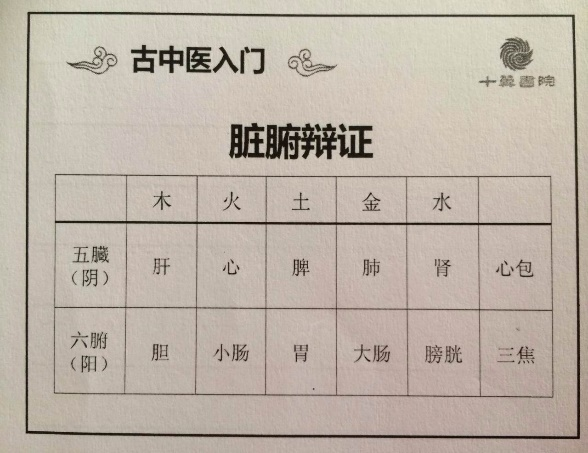 古中医入门
十翼書院
脏腑辩证
木 火 土 金 水
五臟（阴） 肝 心 脾 肺 肾 心包
六腑（阳） 胆 小肠 胃 大肠 膀胱 三焦